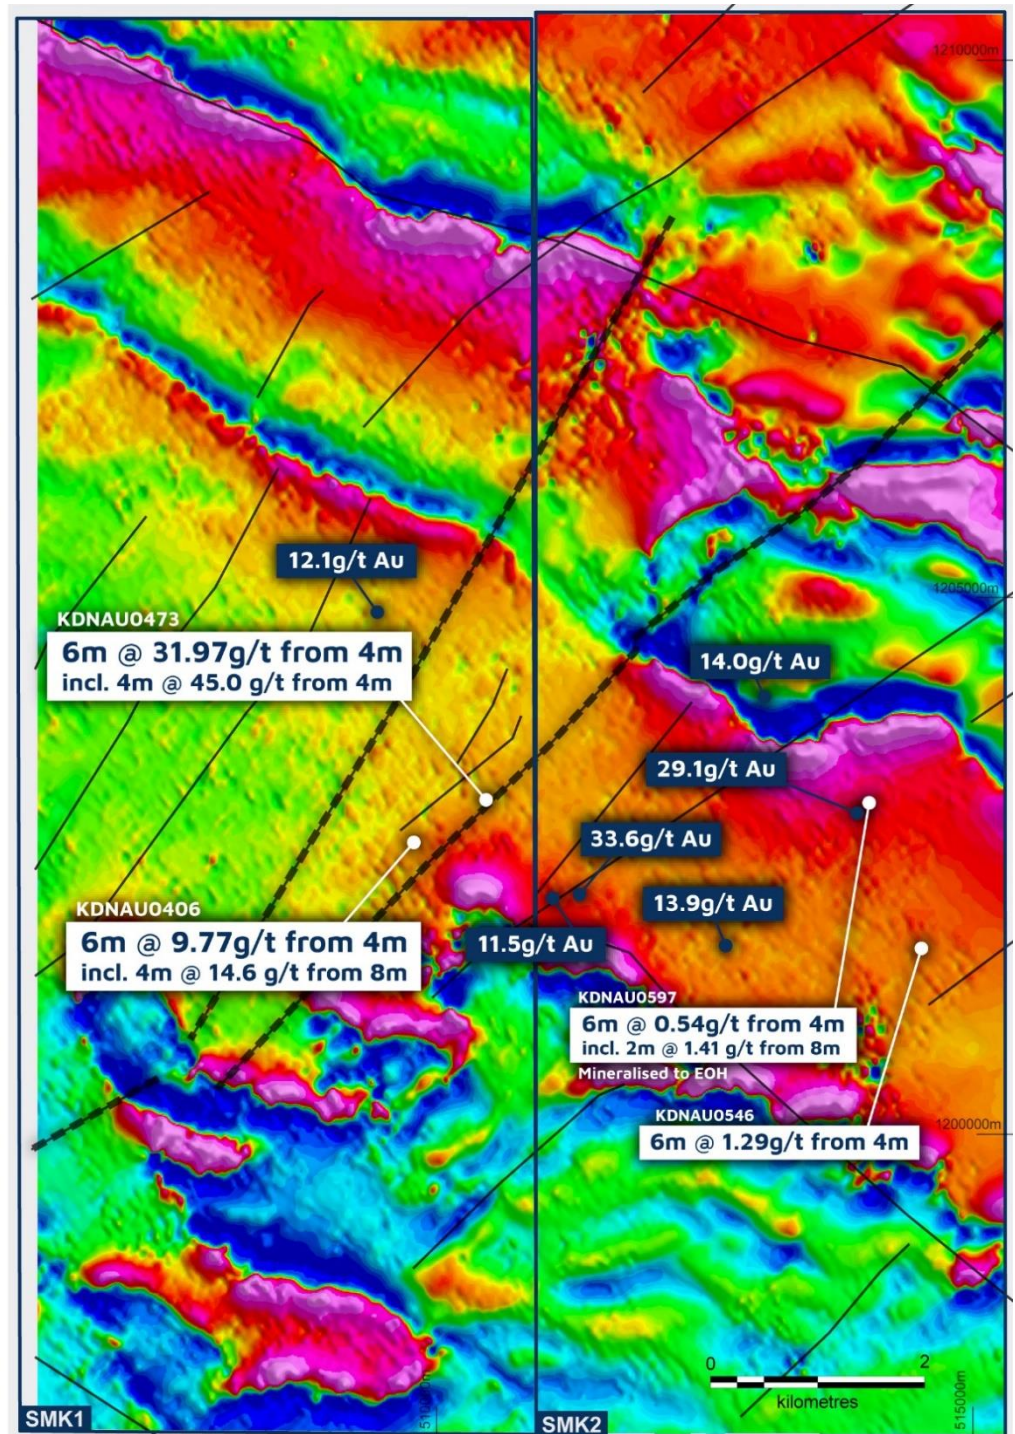 1210000m
12.1g/t Au
1205000m
KDNAU0473
6m @ 31.97g/t from 4m
incl. 4m @ 45.0 g/t from 4m
14.0g/t Au
29.1g/t Au
33.6g/t Au
13.9g/t Au
KDNAU0406
6m @ 9.77g/t from 4m
incl. 4m @ 14.6 g/t from 8m
11.5g/t Au
KDNAU0597
6m @ 0.54g/t from 4m
incl. 2m @ 1.41 g/t from 8m
Mineralised to EOH
KDNAU0546
6m @ 1.29g/t from 4m
1200000m
0 2
kilometres
515000m
SMK1
SMK2